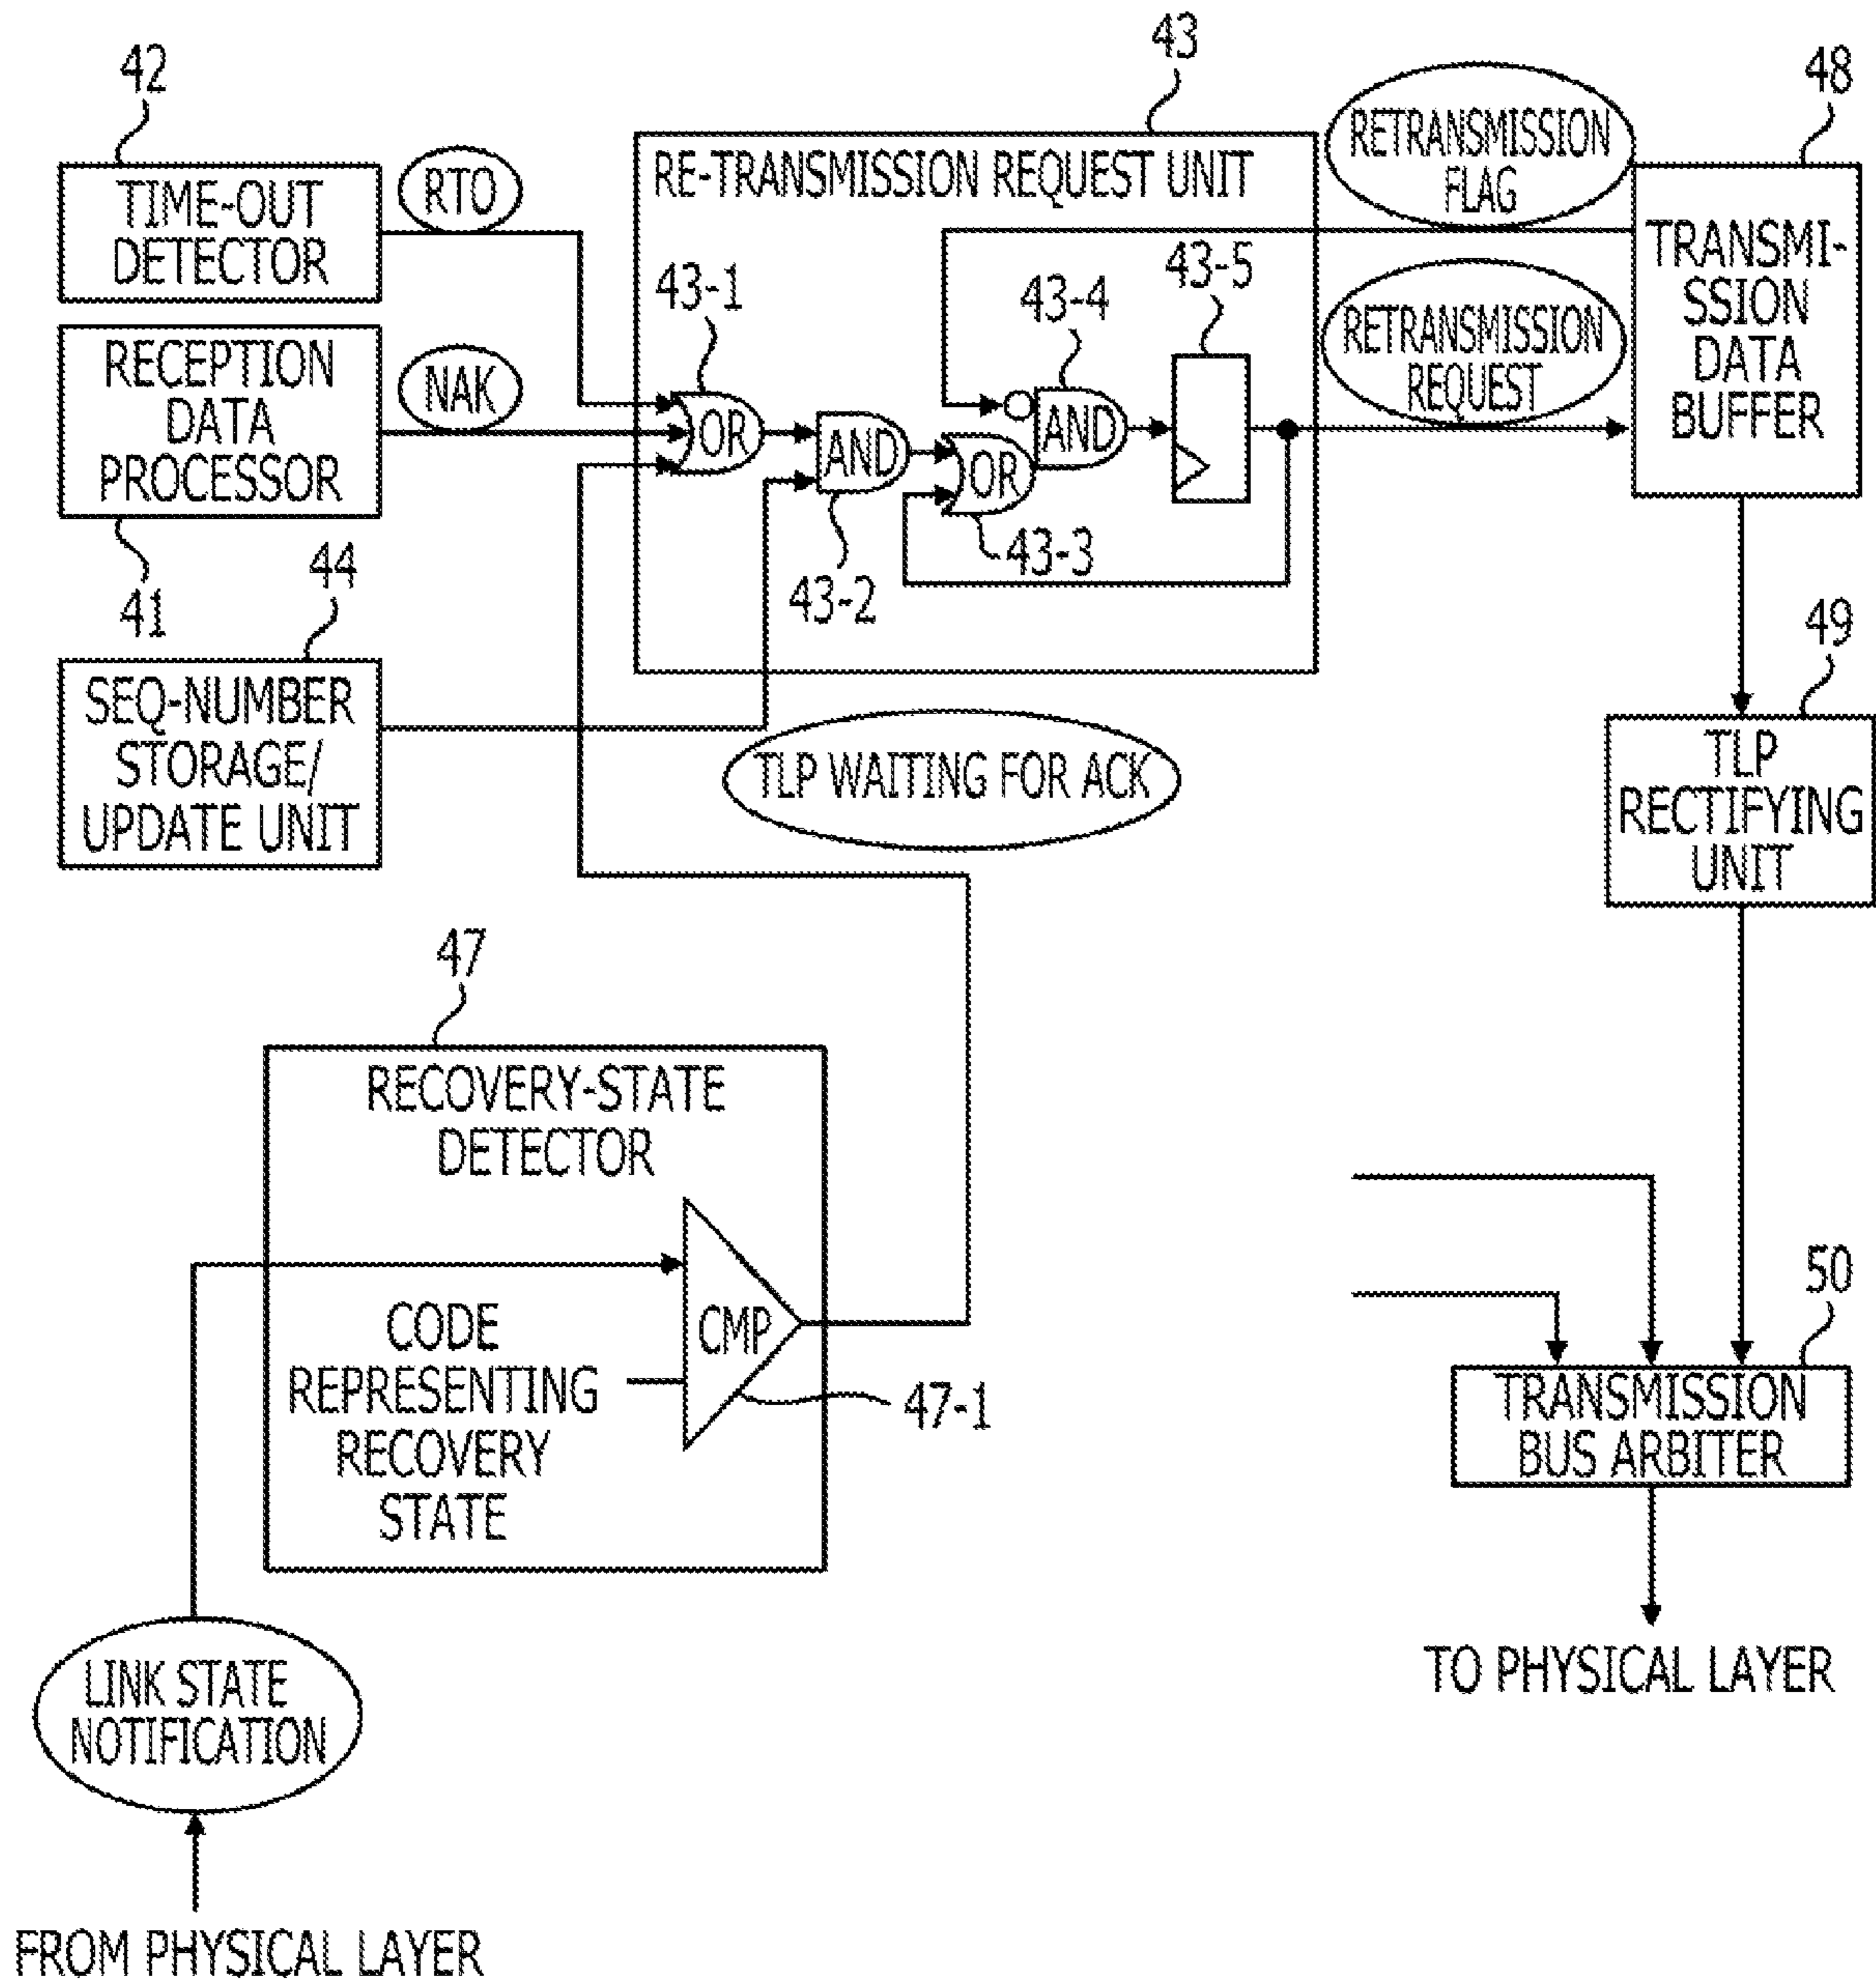 42
43
48
TIME-OUT
DETECTOR
RTO
RE-TRANSMISSION REQUEST UNIT
RETRANSMISSION
FLAG
TRANSMI-
SSION
DATA
BUFFER
43-1
43-4
43-5
RETRANSMISSION
REQUEST
RECEPTION
DATA
PROCESSOR
NAK
OR
AND
OR
AND
41
44
43-2
43-3
49
SEQ-NUMBER
STORAGE/
UPDATE UNIT
TLP WAITING FOR ACK
TLP
RECTIFYING
UNIT
47
RECOVERY-STATE
DETECTOR
CODE
REPRESENTING
RECOVERY
STATE
CMP
47-1
50
TRANSMISSION
BUS ARBITER
LINK STATE
NOTIFICATION
TO PHYSICAL LAYER
FROM PHYSICAL LAYER